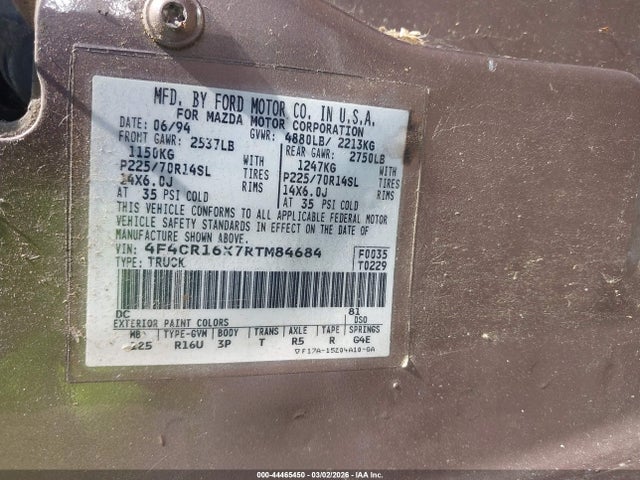 MFD. BY FORD MOTOR CO. IN U.S.A.
FOR MAZDA MOTOR CORPORATION
DATE: 06/94 GVWR: 4880LB/ 2213KG
FRONT GAWR: 2537LB REAR GAWR: 2750LB
1150KG WITH 1247KG WITH
P225/70R14SL TIRES P225/70R14SL TIRES
14X6.0J RIMS 14X6.0J RIMS
AT 35 PSI COLD AT 35 PSI COLD
THIS VEHICLE CONFORMS TO ALL APPLICABLE FEDERAL MOTOR
VEHICLE SAFETY STANDARDS IN EFFECT ON THE DATE OF
MANUFACTURE SHOWN ABOVE.
VIN: 4F4CR16X7RTM84684 F0035
TYPE: TRUCK T0229
DC 81
EXTERIOR PAINT COLORS DSO
WB TYPE-GVW BODY TRANS AXLE TAPE SPRINGS
125 R16U 3P T R5 R G4E
F17A-15204A10-GA
000-44465450 - 03/02/2026 - IAA Inc.